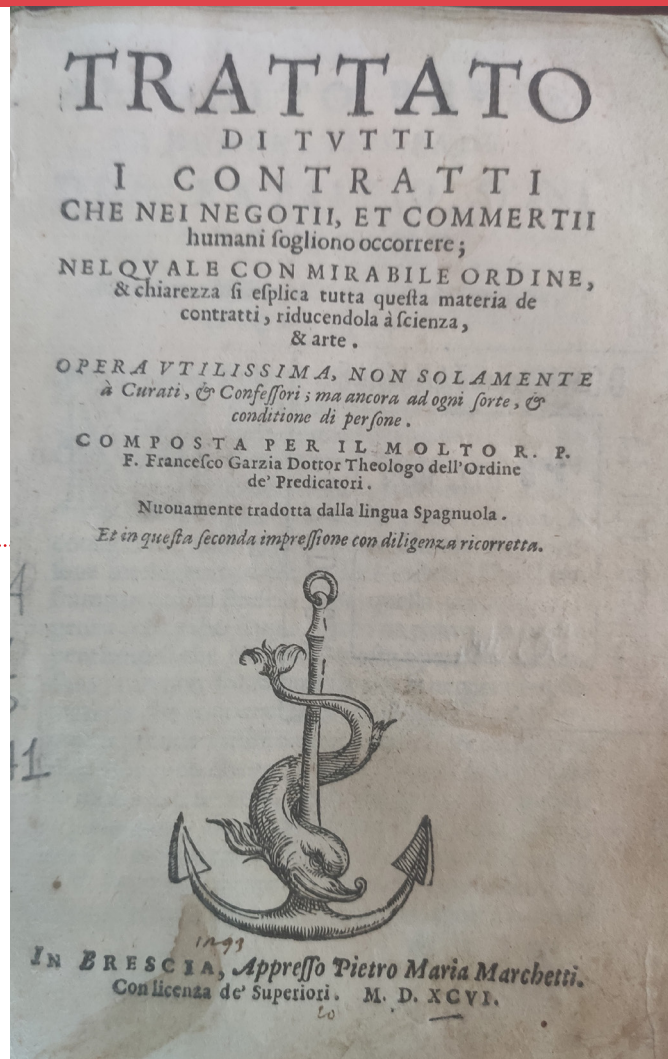 TRATTATO
DI TVTTI
I CONTRATTI
CHE NEI NEGOTII, ET COMMERTII
humani ſogliono occorrere;
NELQVALE CON MIRABILE ORDINE,
& chiarezza ſi eſplica tutta queſta materia de
contratti, riducendola à ſcienza,
& arte.
OPERA VTILISSIMA, NON SOLAMENTE
à Curati, & Confeſſori; ma ancora ad ogni ſorte, &
conditione di perſone.
COMPOSTA PER IL MOLTO R. P.
F. Franceſco Garzia Dottor Theologo dell'Ordine
de' Predicatori.
Nuouamente tradotta dalla lingua Spagnuola.
Et in queſta ſeconda impreſſione con diligenza ricorretta.
IN BRESCIA, Appreſſo Pietro Maria Marchetti.
Con licenza de' Superiori. M. D. XCVI.